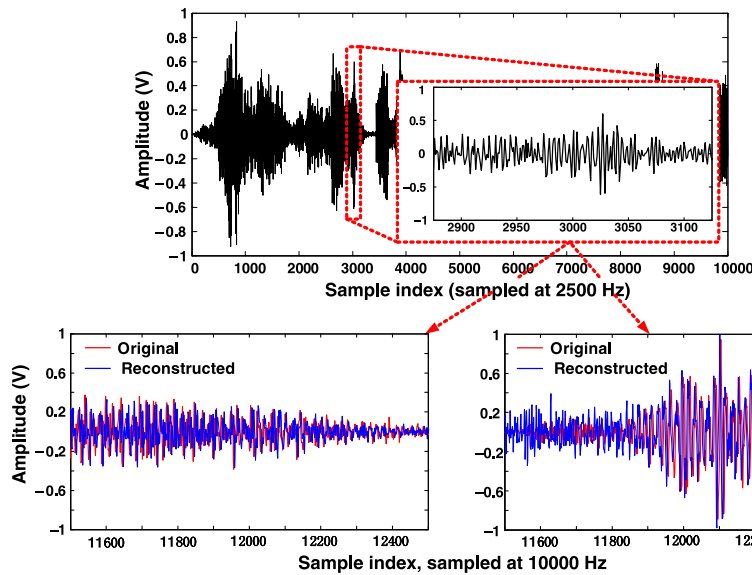 1
0.8
0.6
0.4
0.2
0
−0.2
−0.4
−0.6
−0.8
−1
Amplitude (V)
1
0.5
0
−0.5
−1
2900 2950 3000 3050 3100
0 1000 2000 3000 4000 5000 6000 7000 8000 9000 10000
Sample index (sampled at 2500 Hz)
1
0.6
0.2
−0.2
−0.6
−1
Amplitude (V)
Original
Reconstructed
11600 11800 12000 12200 12400
1
0.6
0.2
−0.2
−0.6
−1
Original
Reconstructed
11600 11800 12000 122
Sample index, sampled at 10000 Hz